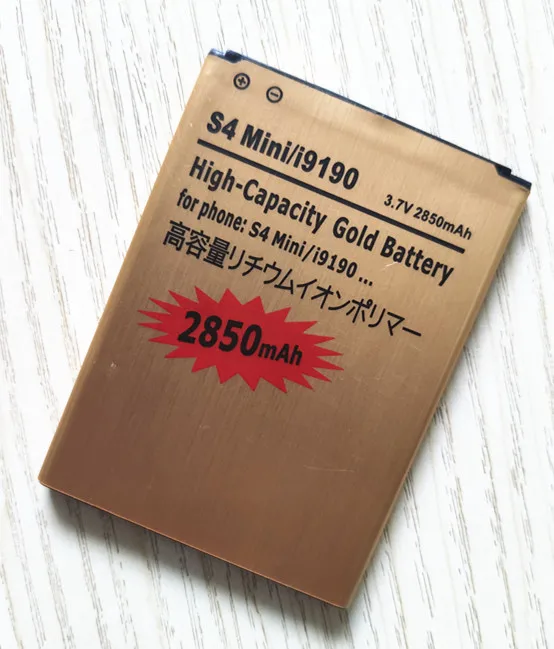 ⊕ ⊖
S4 Mini/i9190
3.7V 2850mAh
High-Capacity Gold Battery
for phone: S4 Mini/i9190 ...
高容量リチウムイオンポリマー
2850mAh